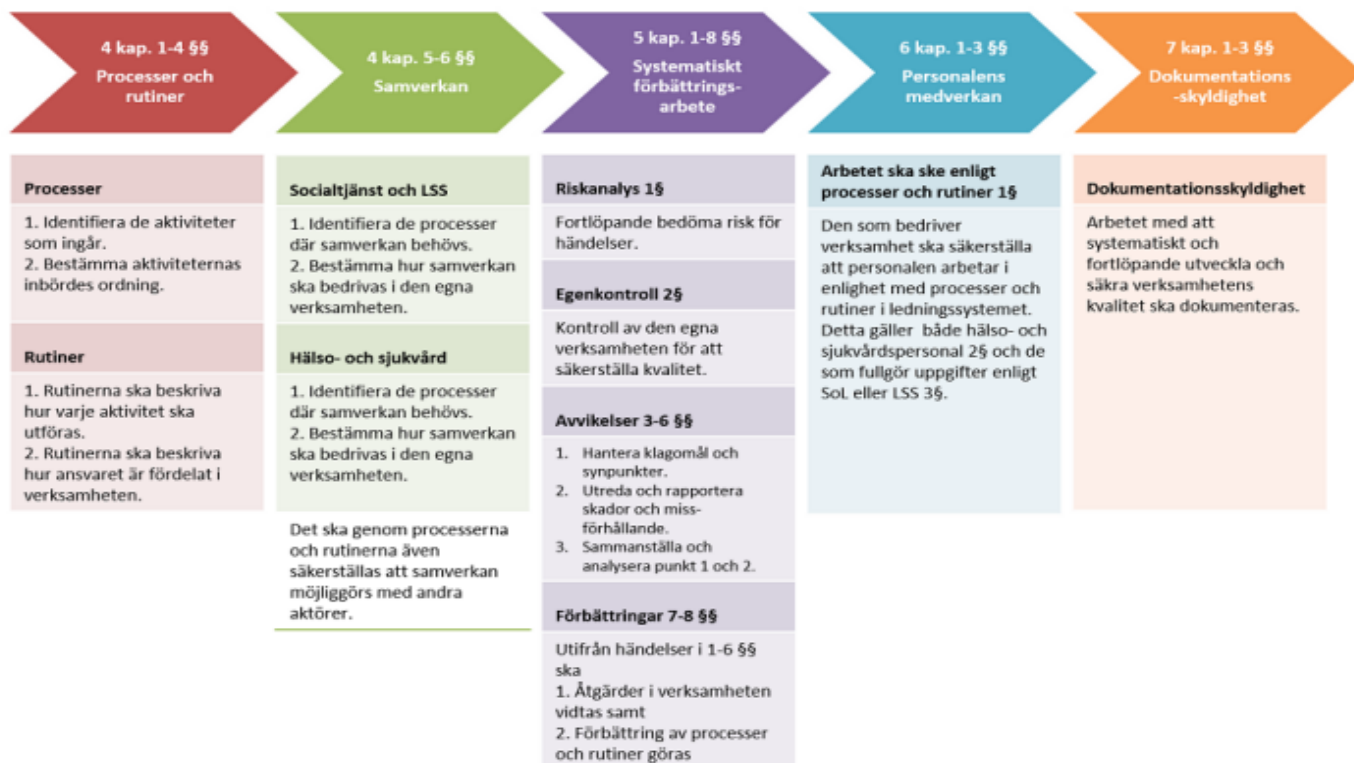 4 kap. 1-4 §§
Processer och
rutiner
4 kap. 5-6 §§
Samverkan
5 kap. 1-8 §§
Systematiskt
förbättrings-
arbete
6 kap. 1-3 §§
Personalens
medverkan
7 kap. 1-3 §§
Dokumentations
-skyldighet
Processer
1. Identifiera de aktiviteter
som ingår.
2. Bestämma aktiviteternas
inbördes ordning.
Rutiner
1. Rutinerna ska beskriva
hur varje aktivitet ska
utföras.
2. Rutinerna ska beskriva
hur ansvaret är fördelat i
verksamheten.
Socialtjänst och LSS
1. Identifiera de processer
där samverkan behövs.
2. Bestämma hur samverkan
ska bedrivas i den egna
verksamheten.
Hälso- och sjukvård
1. Identifiera de processer
där samverkan behövs.
2. Bestämma hur samverkan
ska bedrivas i den egna
verksamheten.
Det ska genom processerna
och rutinerna även
säkerställas att samverkan
möjliggörs med andra
aktörer.
Riskanalys 1§
Fortlöpande bedöma risk för
händelser.
Egenkontroll 2§
Kontroll av den egna
verksamheten för att
säkerställa kvalitet.
Avvikelser 3-6 §§
1. Hantera klagomål och
synpunkter.
2. Utreda och rapportera
skador och miss-
förhållande.
3. Sammanställa och
analysera punkt 1 och 2.
Förbättringar 7-8 §§
Utifrån händelser i 1-6 §§
ska
1. Åtgärder i verksamheten
vidtas samt
2. Förbättring av processer
och rutiner göras
Arbetet ska ske enligt
processer och rutiner 1§
Den som bedriver
verksamhet ska säkerställa
att personalen arbetar i
enlighet med processer och
rutiner i ledningssystemet.
Detta gäller både hälso- och
sjukvårdspersonal 2§ och de
som fullgör uppgifter enligt
SoL eller LSS 3§.
Dokumentationsskyldighet
Arbetet med att
systematiskt och
fortlöpande utveckla och
säkra verksamhetens
kvalitet ska dokumenteras.